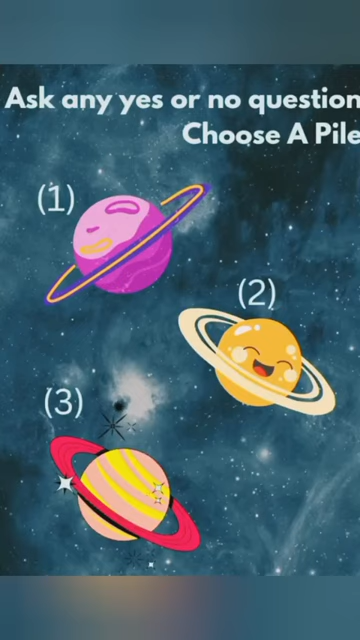 Ask any yes or no question
Choose A Pile
(1)
(2)
(3)